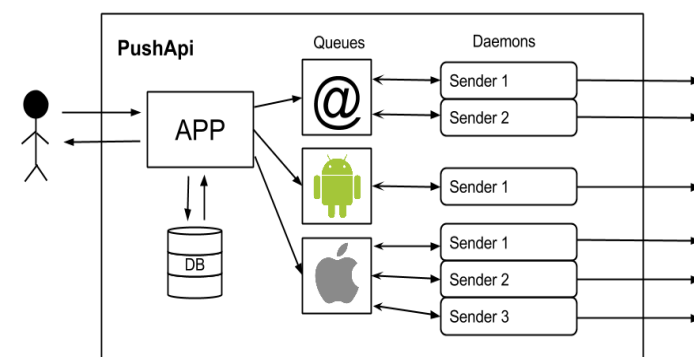 PushApi
Queues
Daemons
APP
DB
@
Sender 1
Sender 2
Sender 1
Sender 1
Sender 2
Sender 3